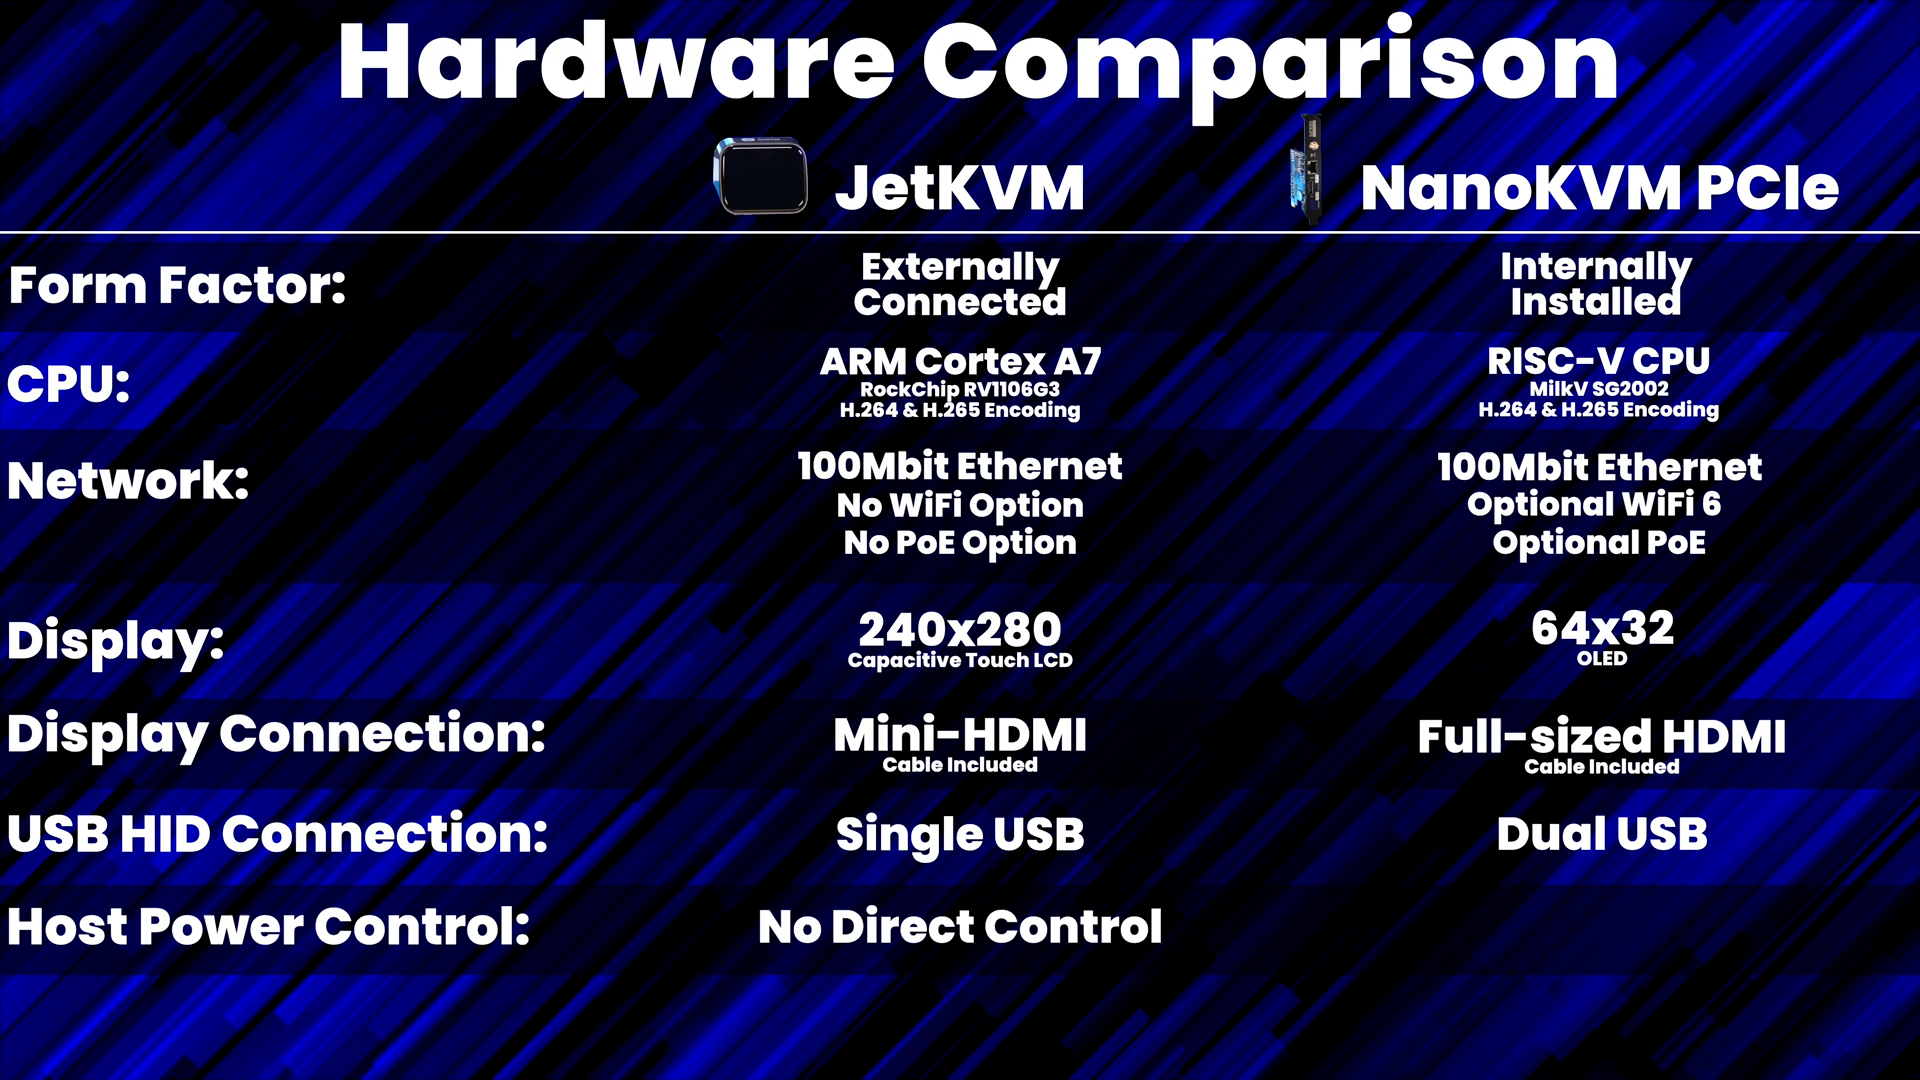 Hardware Comparison
JetKVM
NanoKVM PCIe
Form Factor:
Externally
Connected
Internally
Installed
CPU:
ARM Cortex A7
RockChip RV1106G3
H.264 & H.265 Encoding
RISC-V CPU
MilkV SG2002
H.264 & H.265 Encoding
Network:
100Mbit Ethernet
No WiFi Option
No PoE Option
100Mbit Ethernet
Optional WiFi 6
Optional PoE
Display:
240x280
Capacitive Touch LCD
64x32
OLED
Display Connection:
Mini-HDMI
Cable Included
Full-sized HDMI
Cable Included
USB HID Connection:
Single USB
Dual USB
Host Power Control:
No Direct Control